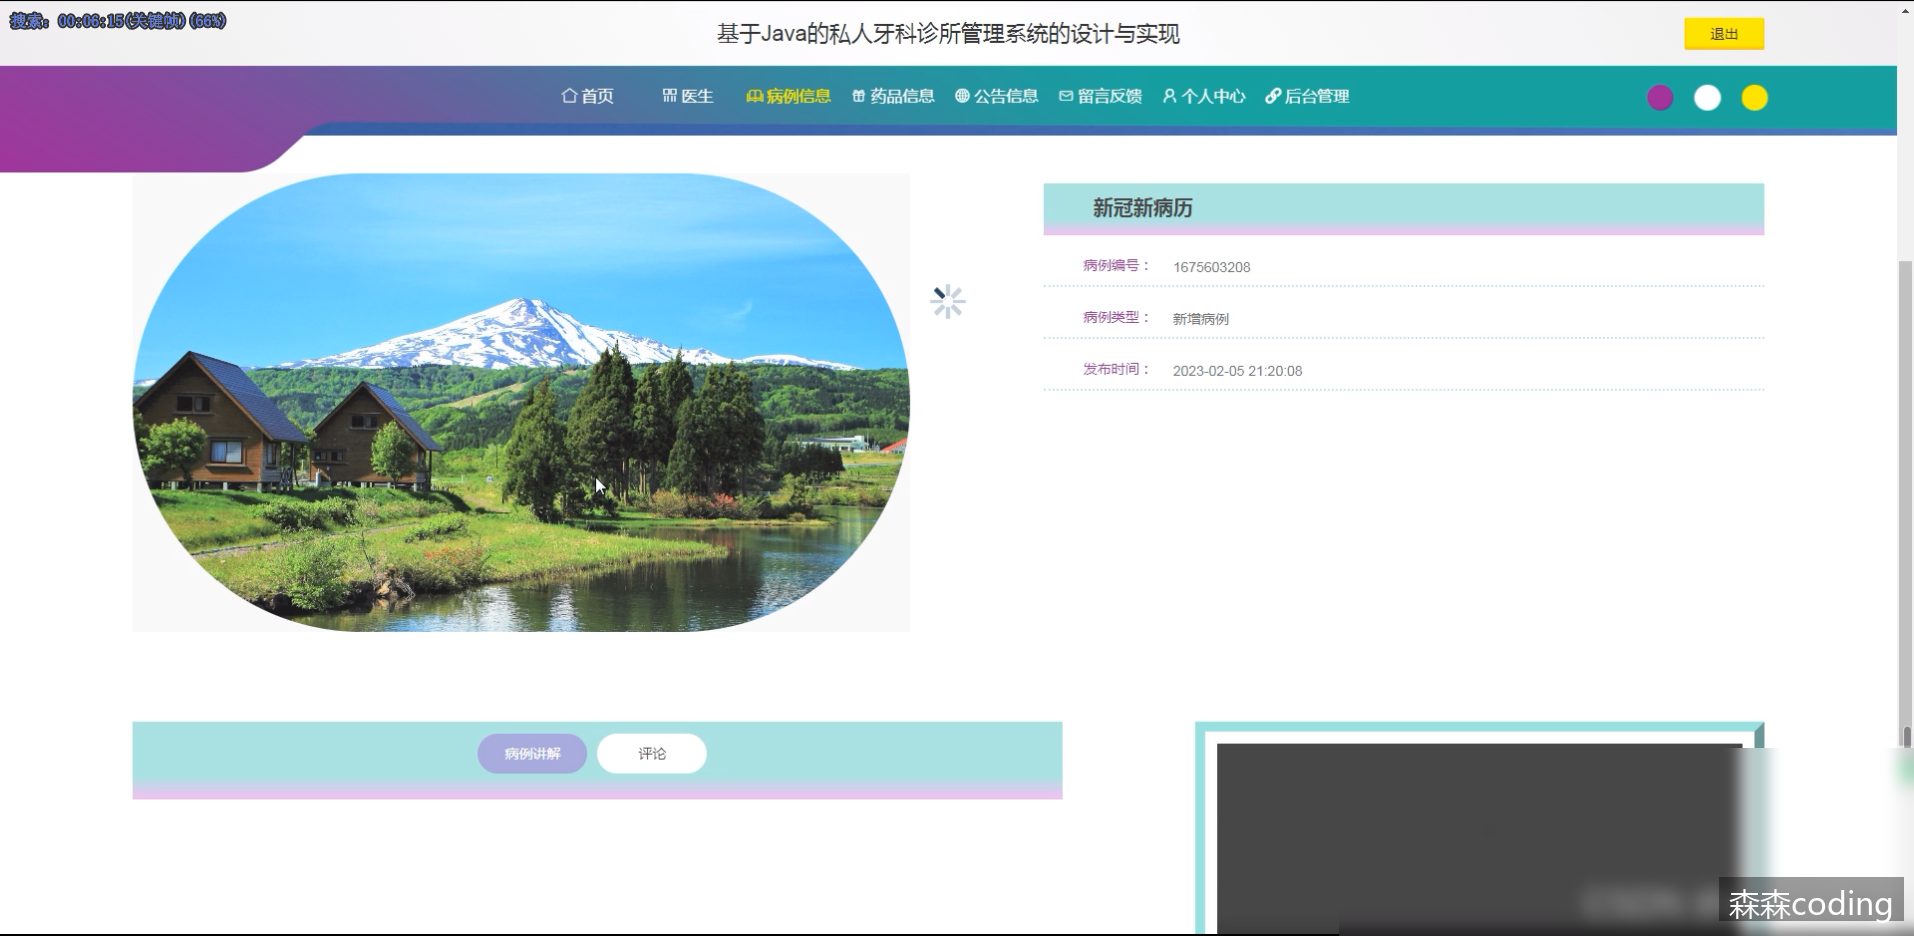 搜索: 00:06:15(关键帧)(66%)
基于Java的私人牙科诊所管理系统的设计与实现
退出
首页 医生 病例信息 药品信息 公告信息 留言反馈 个人中心 后台管理
新冠新病历
病例编号： 1675603208
病例类型： 新增病例
发布时间： 2023-02-05 21:20:08
病例讲解 评论
森森coding